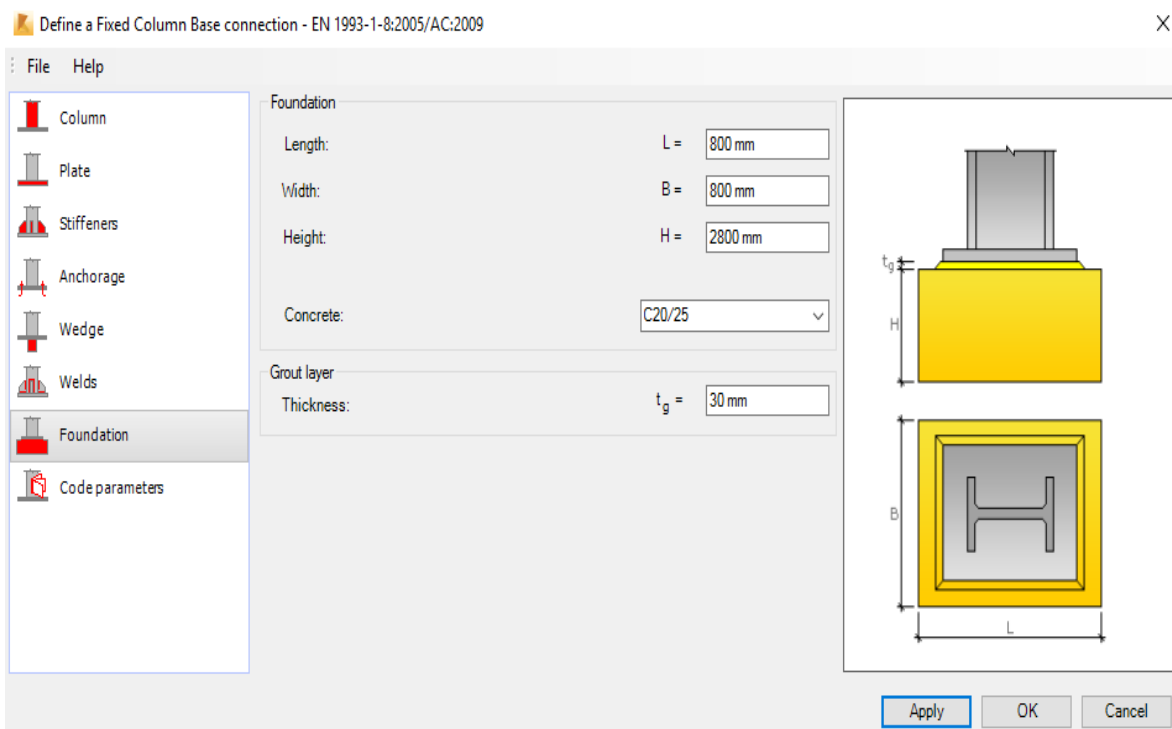 Define a Fixed Column Base connection - EN 1993-1-8:2005/AC:2009 X
File Help
Column
Plate
Stiffeners
Anchorage
Wedge
Welds
Foundation
Code parameters
Foundation
Length: L = 800 mm
Width: B = 800 mm
Height: H = 2800 mm
Concrete: C20/25
Grout layer
Thickness: tg = 30 mm
tg
H
B
L
Apply OK Cancel